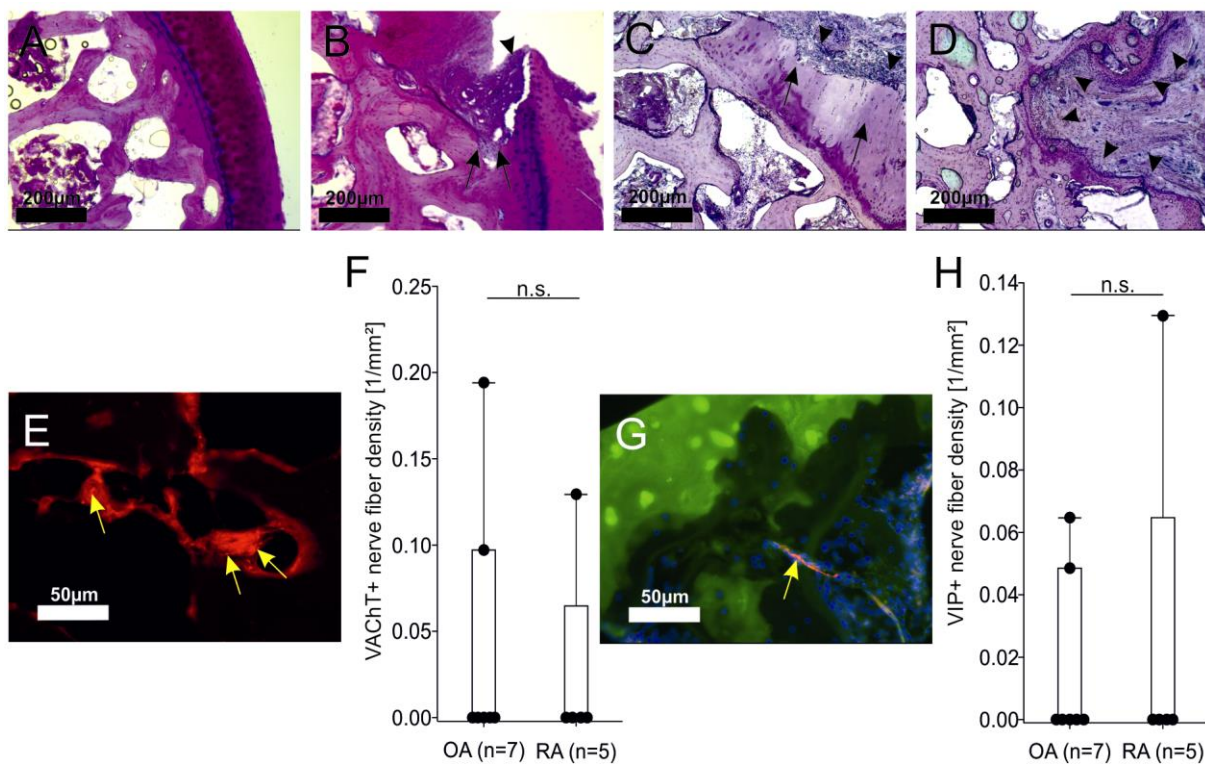 A
B
C
D
200µm
200µm
200µm
200µm
F
VAChT+ nerve fiber density [1/mm²]
n.s.
0.25
0.20
0.15
0.10
0.05
0.00
OA (n=7)
RA (n=5)
E
50µm
G
50µm
H
VIP+ nerve fiber density [1/mm²]
n.s.
0.14
0.12
0.10
0.08
0.06
0.04
0.02
0.00
OA (n=7)
RA (n=5)